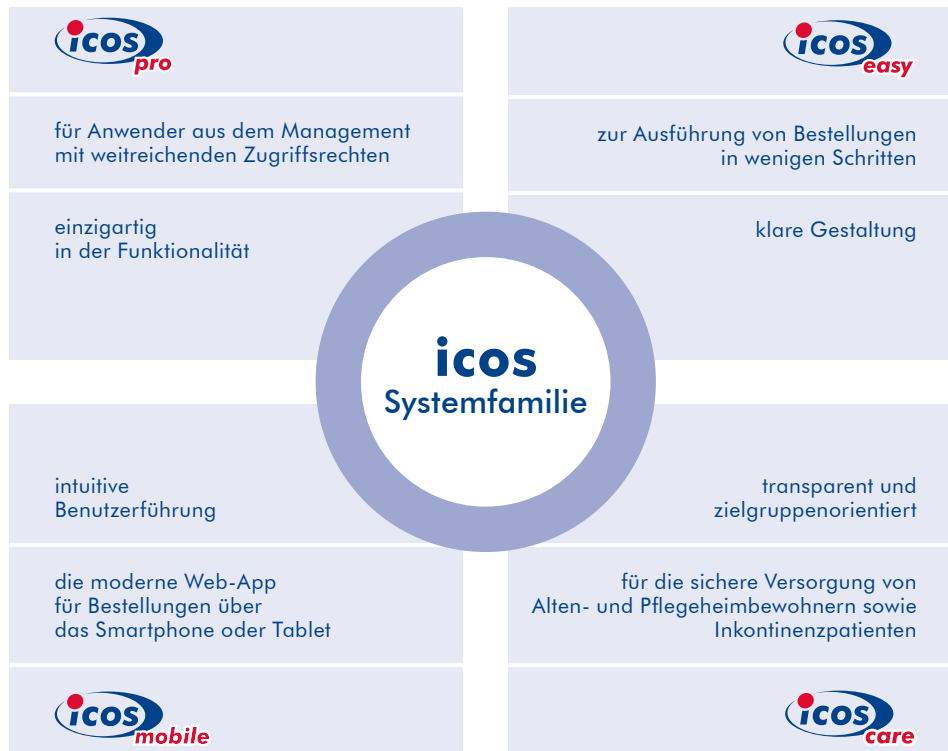 icos
pro
für Anwender aus dem Management
mit weitreichenden Zugriffsrechten
einzigartig
in der Funktionalität
icos
easy
zur Ausführung von Bestellungen
in wenigen Schritten
klare Gestaltung
icos
Systemfamilie
intuitive
Benutzerführung
die moderne Web-App
für Bestellungen über
das Smartphone oder Tablet
icos
mobile
transparent und
zielgruppenorientiert
für die sichere Versorgung von
Alten- und Pflegeheimbewohnern sowie
Inkontinenzpatienten
icos
care